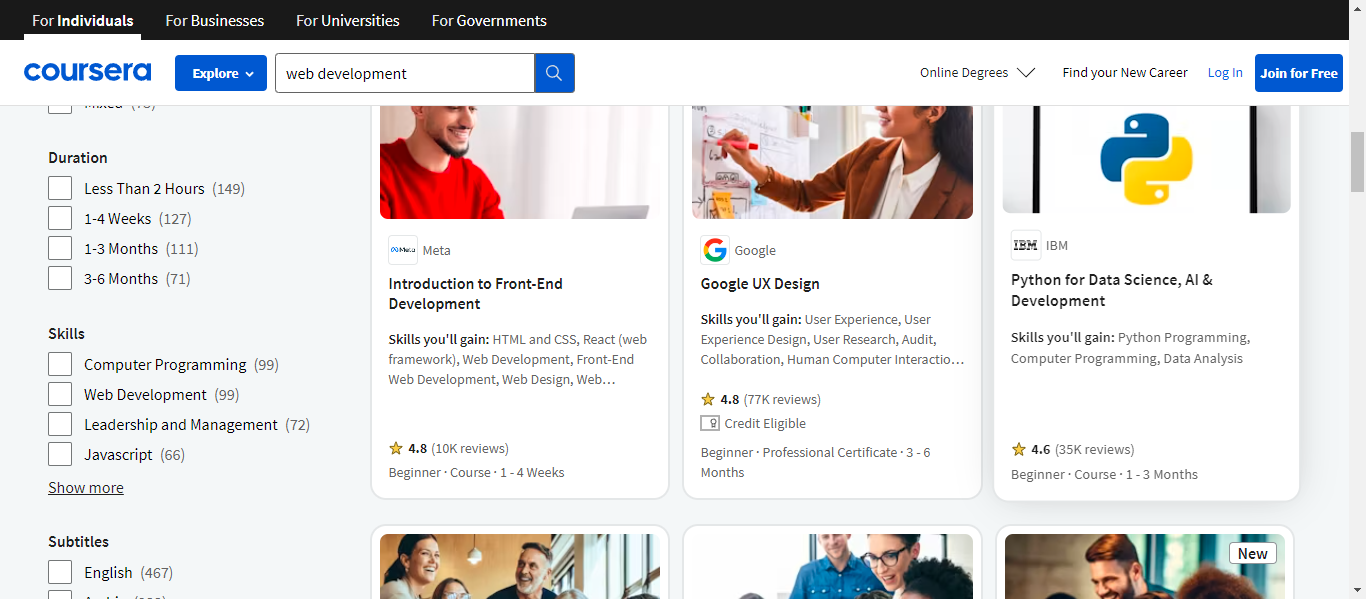 For Individuals
For Businesses
For Universities
For Governments
coursera
Explore
web development
Online Degrees
Find your New Career
Log In
Join for Free
Duration
Less Than 2 Hours (149)
1-4 Weeks (127)
1-3 Months (111)
3-6 Months (71)
Skills
Computer Programming (99)
Web Development (99)
Leadership and Management (72)
Javascript (66)
Show more
Subtitles
English (467)
Meta
Meta
Introduction to Front-End
Development
Skills you'll gain: HTML and CSS, React (web
framework), Web Development, Front-End
Web Development, Web Design, Web…
4.8 (10K reviews)
Beginner · Course · 1 - 4 Weeks
Google
Google UX Design
Skills you'll gain: User Experience, User
Experience Design, User Research, Audit,
Collaboration, Human Computer Interactio…
4.8 (77K reviews)
Credit Eligible
Beginner · Professional Certificate · 3 - 6
Months
IBM
IBM
Python for Data Science, AI &
Development
Skills you'll gain: Python Programming,
Computer Programming, Data Analysis
4.6 (35K reviews)
Beginner · Course · 1 - 3 Months
New